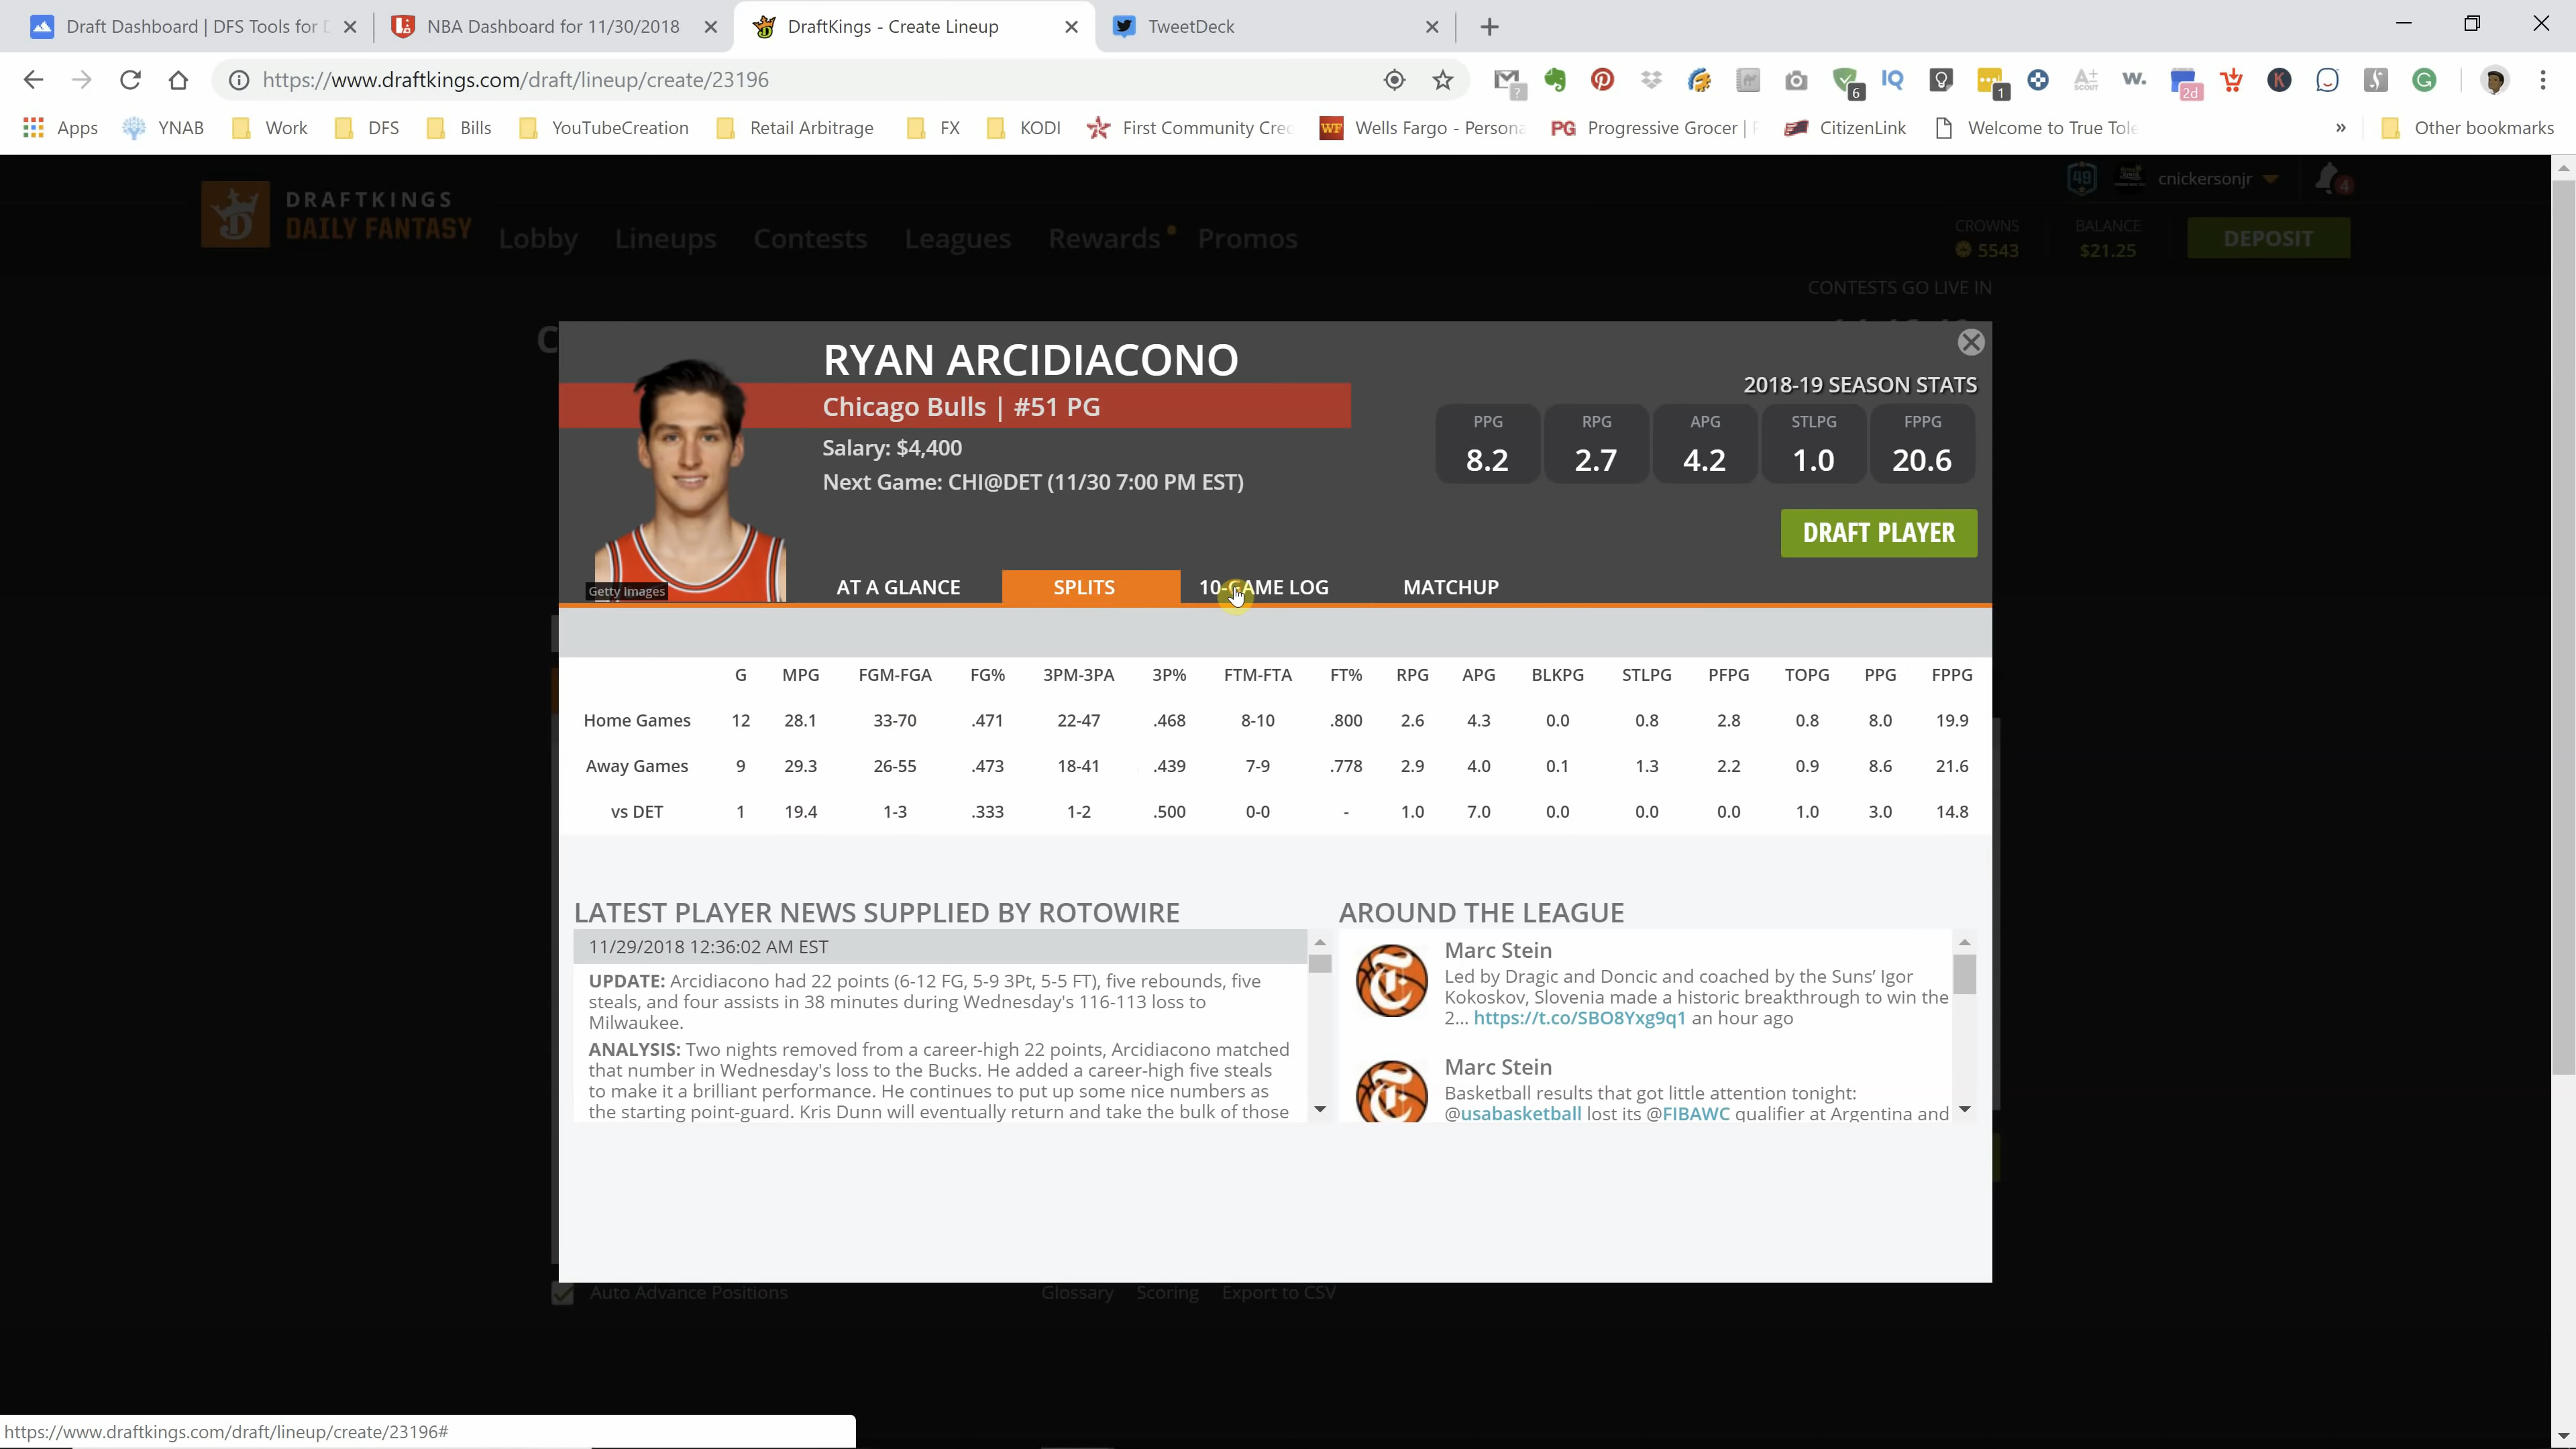 Draft Dashboard | DFS Tools for D
NBA Dashboard for 11/30/2018
DraftKings - Create Lineup
TweetDeck
https://www.draftkings.com/draft/lineup/create/23196
? 6 IQ 1 A+ SCOUT w. 2d K G
Apps YNAB Work DFS Bills YouTubeCreation Retail Arbitrage FX KODI First Community Cre WF Wells Fargo - Persona PG Progressive Grocer | CitizenLink Welcome to True Tole » Other bookmarks
49 cnickersonjr 4
DRAFTKINGS
DAILY FANTASY
Lobby Lineups Contests Leagues Rewards Promos
CROWNS 5543
BALANCE $21.25
DEPOSIT
CONTESTS GO LIVE IN
C
RYAN ARCIDIACONO
Chicago Bulls | #51 PG
Salary: $4,400
Next Game: CHI@DET (11/30 7:00 PM EST)
2018-19 SEASON STATS
PPG RPG APG STLPG FPPG
8.2 2.7 4.2 1.0 20.6
DRAFT PLAYER
Getty Images
AT A GLANCE SPLITS 10-GAME LOG MATCHUP
G MPG FGM-FGA FG% 3PM-3PA 3P% FTM-FTA FT% RPG APG BLKPG STLPG PFPG TOPG PPG FPPG
Home Games 12 28.1 33-70 .471 22-47 .468 8-10 .800 2.6 4.3 0.0 0.8 2.8 0.8 8.0 19.9
Away Games 9 29.3 26-55 .473 18-41 .439 7-9 .778 2.9 4.0 0.1 1.3 2.2 0.9 8.6 21.6
vs DET 1 19.4 1-3 .333 1-2 .500 0-0 - 1.0 7.0 0.0 0.0 0.0 1.0 3.0 14.8
LATEST PLAYER NEWS SUPPLIED BY ROTOWIRE
11/29/2018 12:36:02 AM EST
UPDATE: Arcidiacono had 22 points (6-12 FG, 5-9 3Pt, 5-5 FT), five rebounds, five
steals, and four assists in 38 minutes during Wednesday's 116-113 loss to
Milwaukee.
ANALYSIS: Two nights removed from a career-high 22 points, Arcidiacono matched
that number in Wednesday's loss to the Bucks. He added a career-high five steals
to make it a brilliant performance. He continues to put up some nice numbers as
the starting point-guard. Kris Dunn will eventually return and take the bulk of those
AROUND THE LEAGUE
Marc Stein
Led by Dragic and Doncic and coached by the Suns' Igor
Kokoskov, Slovenia made a historic breakthrough to win the
2... https://t.co/SBO8Yxg9q1 an hour ago
Marc Stein
Basketball results that got little attention tonight:
@usabasketball lost its @FIBAWC qualifier at Argentina and
Auto Advance Positions
Glossary Scoring Export to CSV
https://www.draftkings.com/draft/lineup/create/23196#